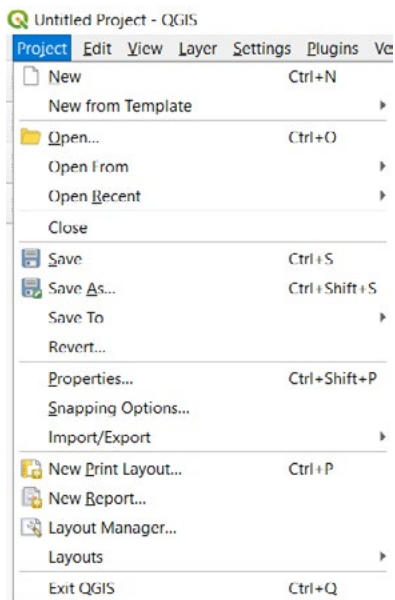 Untitled Project - QGIS
Project Edit View Layer Settings Plugins
New Ctrl+N
New from Template
Open... Ctrl+O
Open From
Open Recent
Close
Save Ctrl+S
Save As... Ctrl+Shift+S
Save To
Revert...
Properties... Ctrl+Shift+P
Snapping Options...
Import/Export
New Print Layout... Ctrl+P
New Report...
Layout Manager...
Layouts
Exit QGIS Ctrl+Q